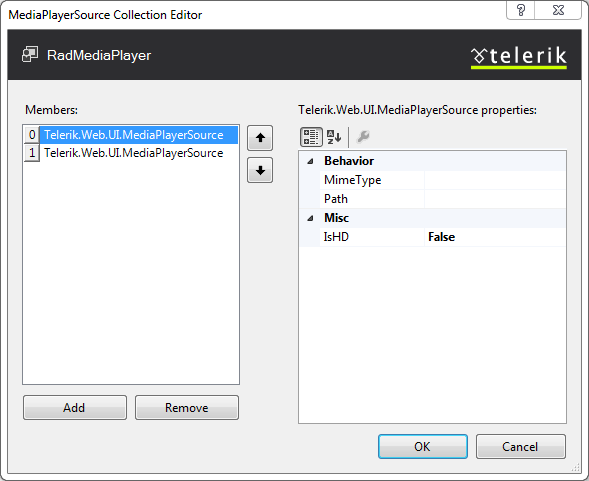 MediaPlayerSource Collection Editor
?
RadMediaPlayer
telerik
Members:
0 Telerik.Web.UI.MediaPlayerSource
1 Telerik.Web.UI.MediaPlayerSource
Add
Remove
Telerik.Web.UI.MediaPlayerSource properties:
Behavior
MimeType
Path
Misc
IsHD False
OK
Cancel